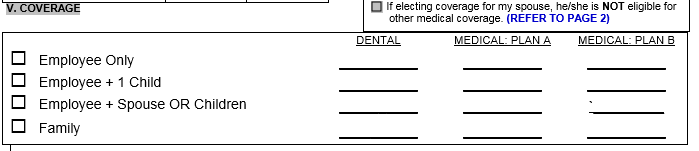 V. COVERAGE
If electing coverage for my spouse, he/she is NOT eligible for
other medical coverage. (REFER TO PAGE 2)
DENTAL MEDICAL: PLAN A MEDICAL: PLAN B
Employee Only
Employee + 1 Child
Employee + Spouse OR Children
Family